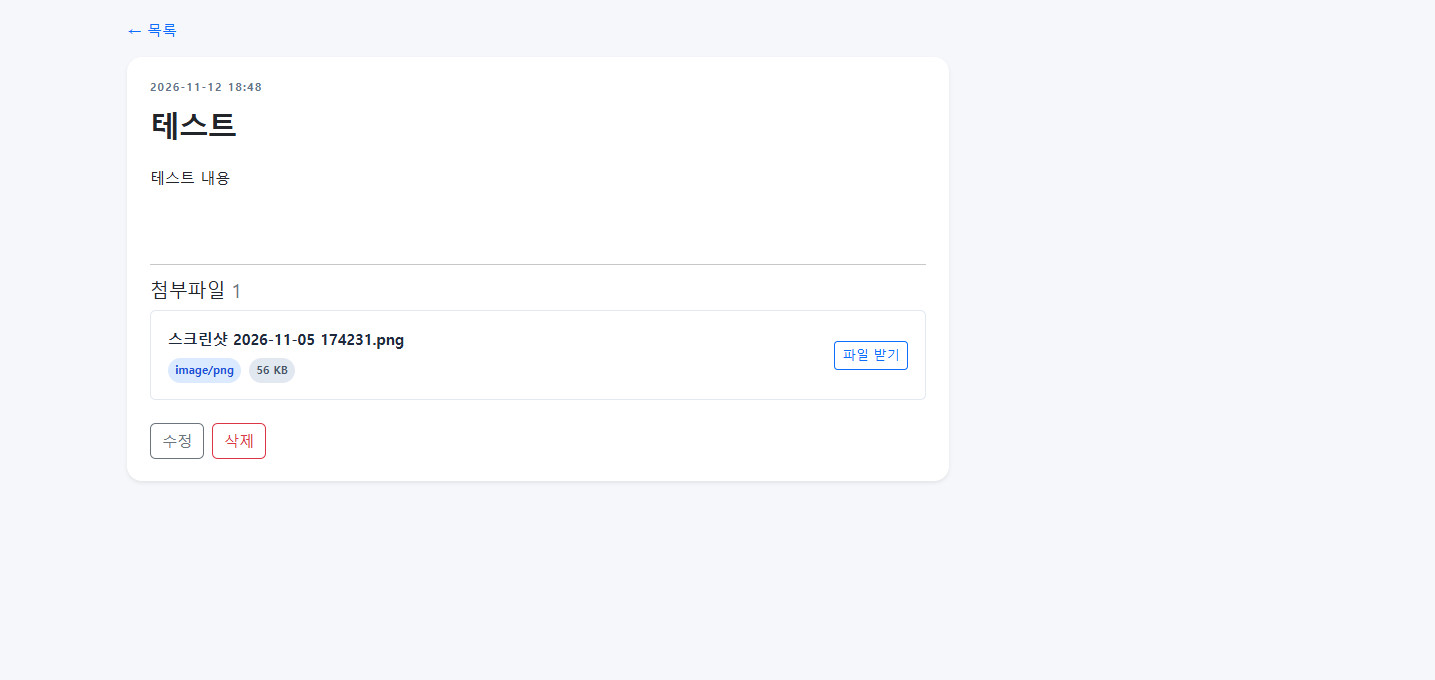 ← 목록
2026-11-12 18:48
테스트
테스트 내용
첨부파일 1
스크린샷 2026-11-05 174231.png
image/png 56 KB
파일 받기
수정 삭제